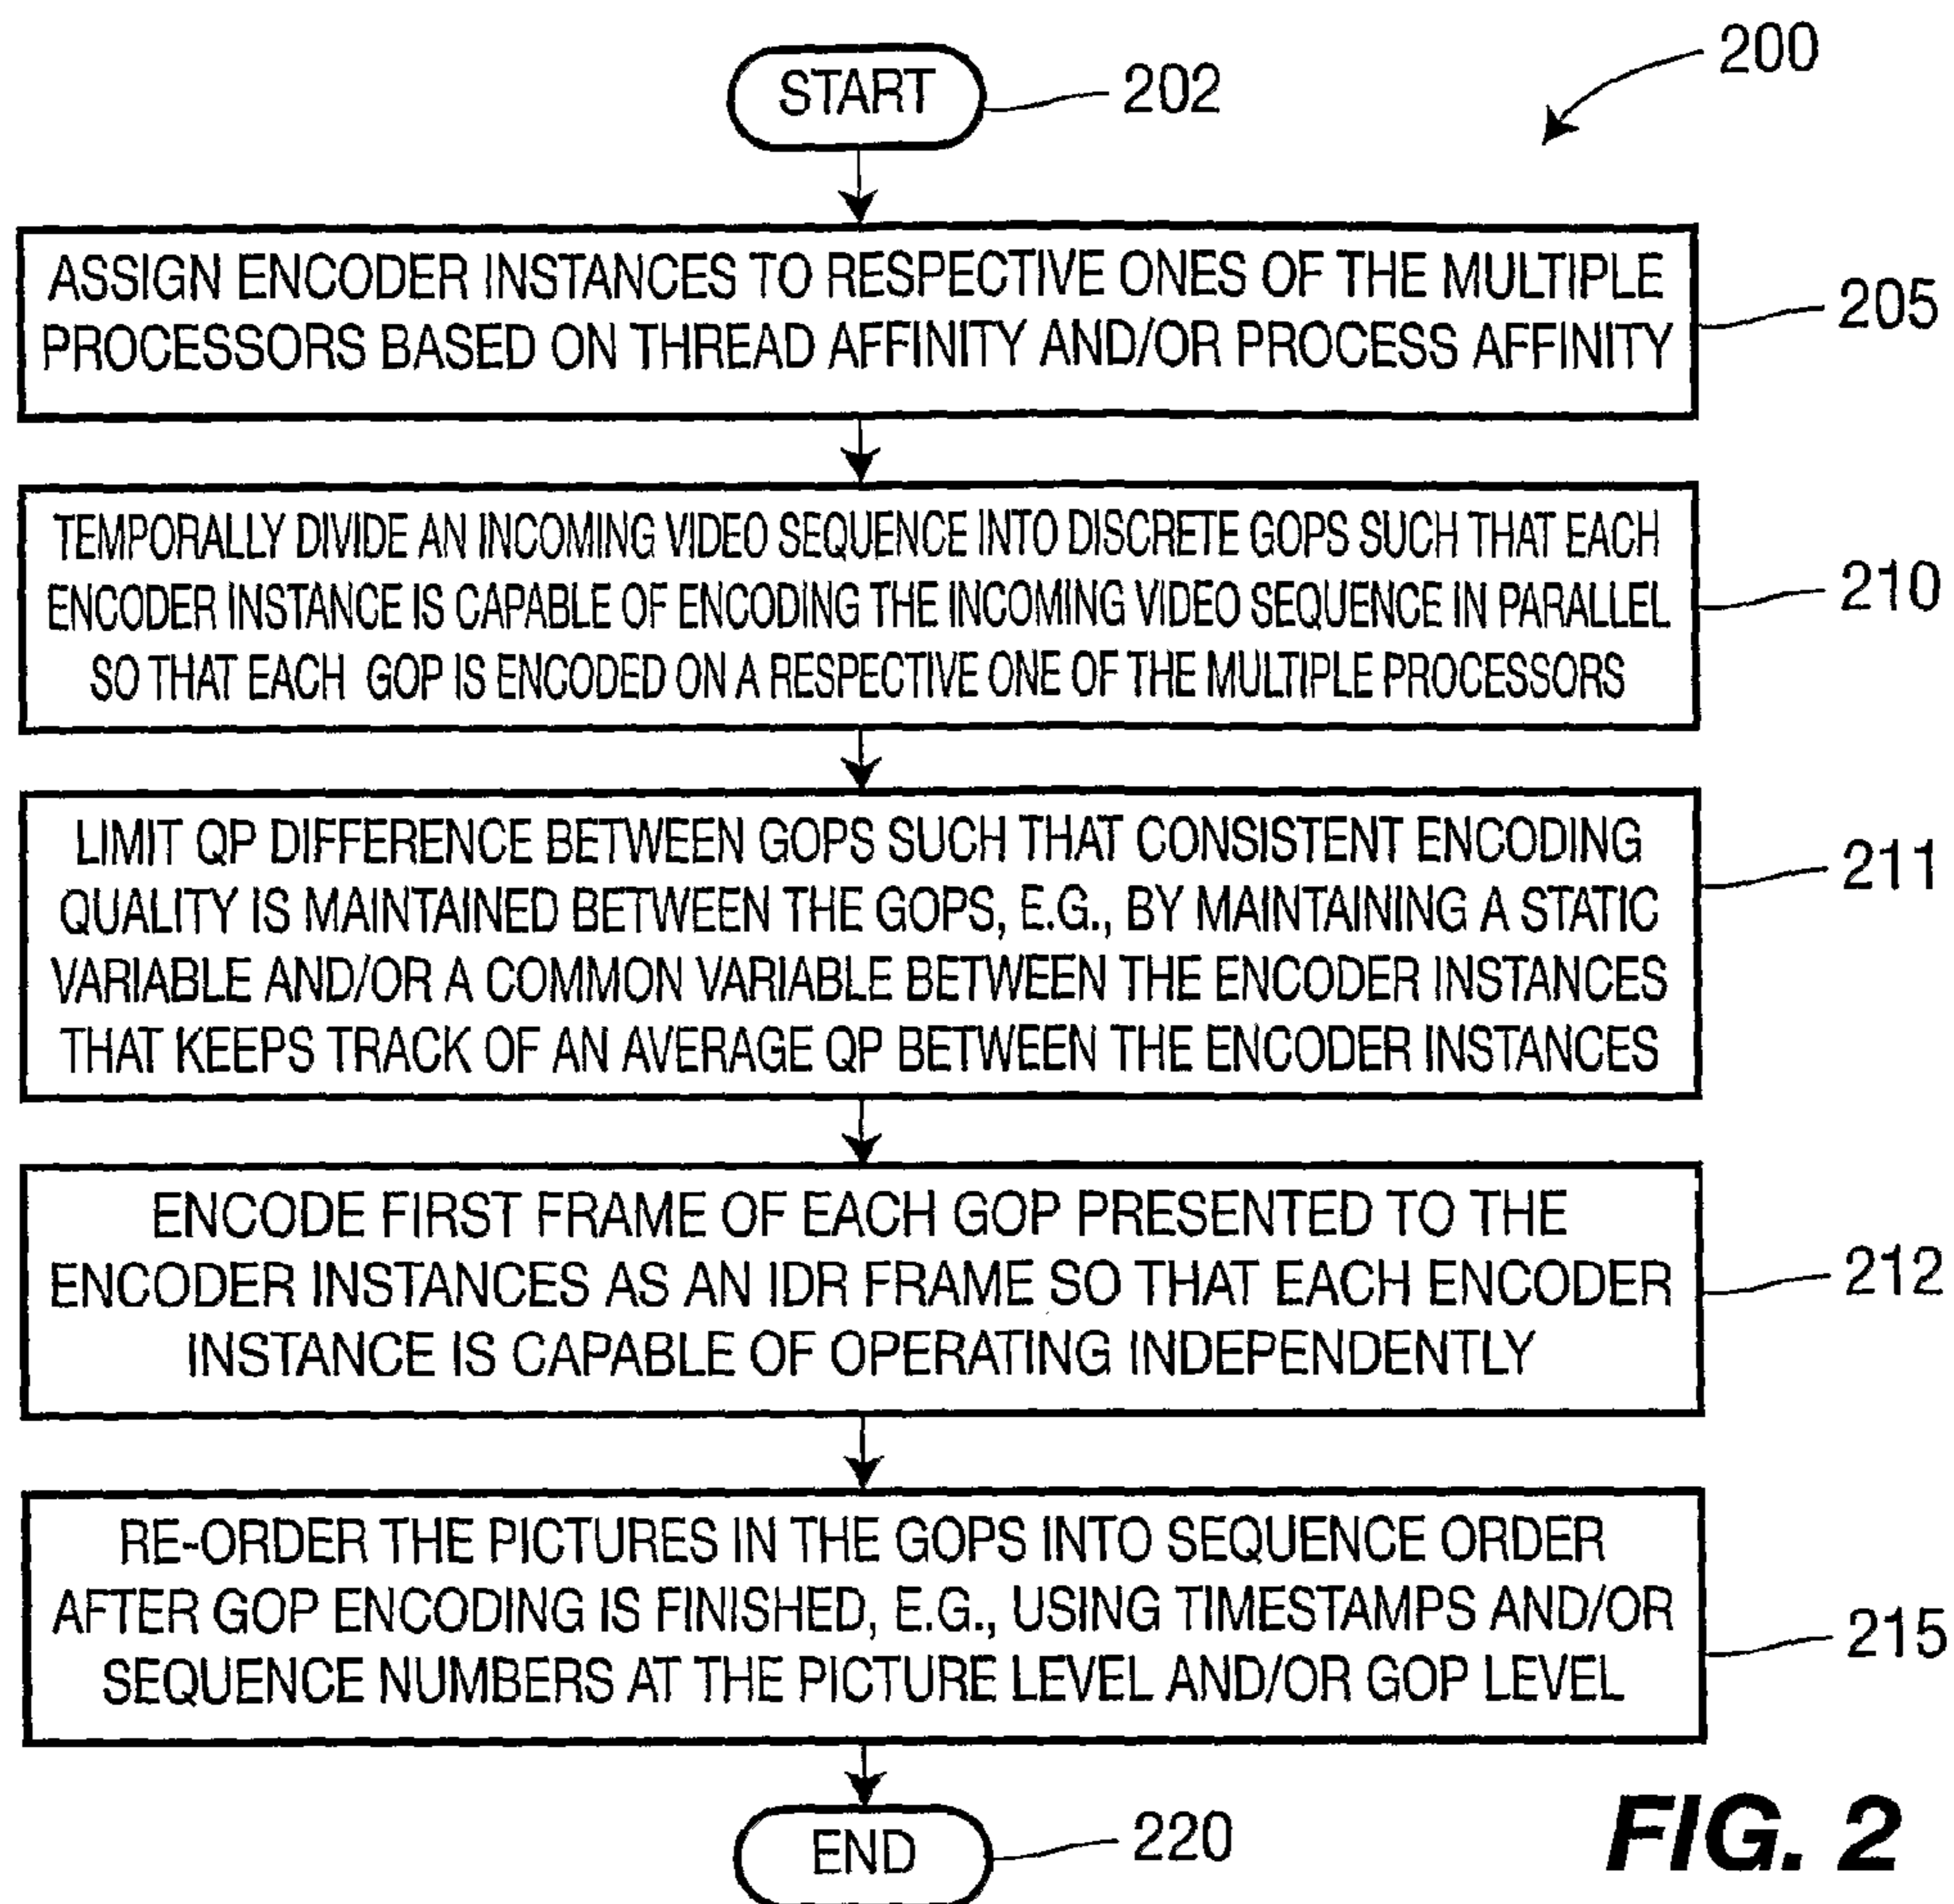 200
START
202
ASSIGN ENCODER INSTANCES TO RESPECTIVE ONES OF THE MULTIPLE
PROCESSORS BASED ON THREAD AFFINITY AND/OR PROCESS AFFINITY
205
TEMPORALLY DIVIDE AN INCOMING VIDEO SEQUENCE INTO DISCRETE GOPS SUCH THAT EACH
ENCODER INSTANCE IS CAPABLE OF ENCODING THE INCOMING VIDEO SEQUENCE IN PARALLEL
SO THAT EACH GOP IS ENCODED ON A RESPECTIVE ONE OF THE MULTIPLE PROCESSORS
210
LIMIT QP DIFFERENCE BETWEEN GOPS SUCH THAT CONSISTENT ENCODING
QUALITY IS MAINTAINED BETWEEN THE GOPS, E.G., BY MAINTAINING A STATIC
VARIABLE AND/OR A COMMON VARIABLE BETWEEN THE ENCODER INSTANCES
THAT KEEPS TRACK OF AN AVERAGE QP BETWEEN THE ENCODER INSTANCES
211
ENCODE FIRST FRAME OF EACH GOP PRESENTED TO THE
ENCODER INSTANCES AS AN IDR FRAME SO THAT EACH ENCODER
INSTANCE IS CAPABLE OF OPERATING INDEPENDENTLY
212
RE-ORDER THE PICTURES IN THE GOPS INTO SEQUENCE ORDER
AFTER GOP ENCODING IS FINISHED, E.G., USING TIMESTAMPS AND/OR
SEQUENCE NUMBERS AT THE PICTURE LEVEL AND/OR GOP LEVEL
215
END
220
FIG. 2